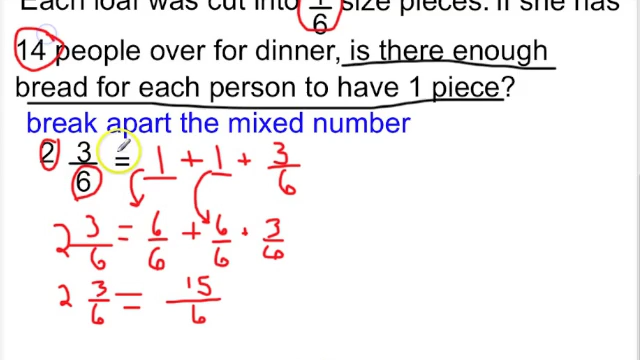 Each loaf was cut into 1/6 size pieces. If she has
14 people over for dinner, is there enough
bread for each person to have 1 piece?
break apart the mixed number
2 3/6 = 1 + 1 + 3/6
2 3/6 = 6/6 + 6/6 + 3/6
2 3/6 = 15/6